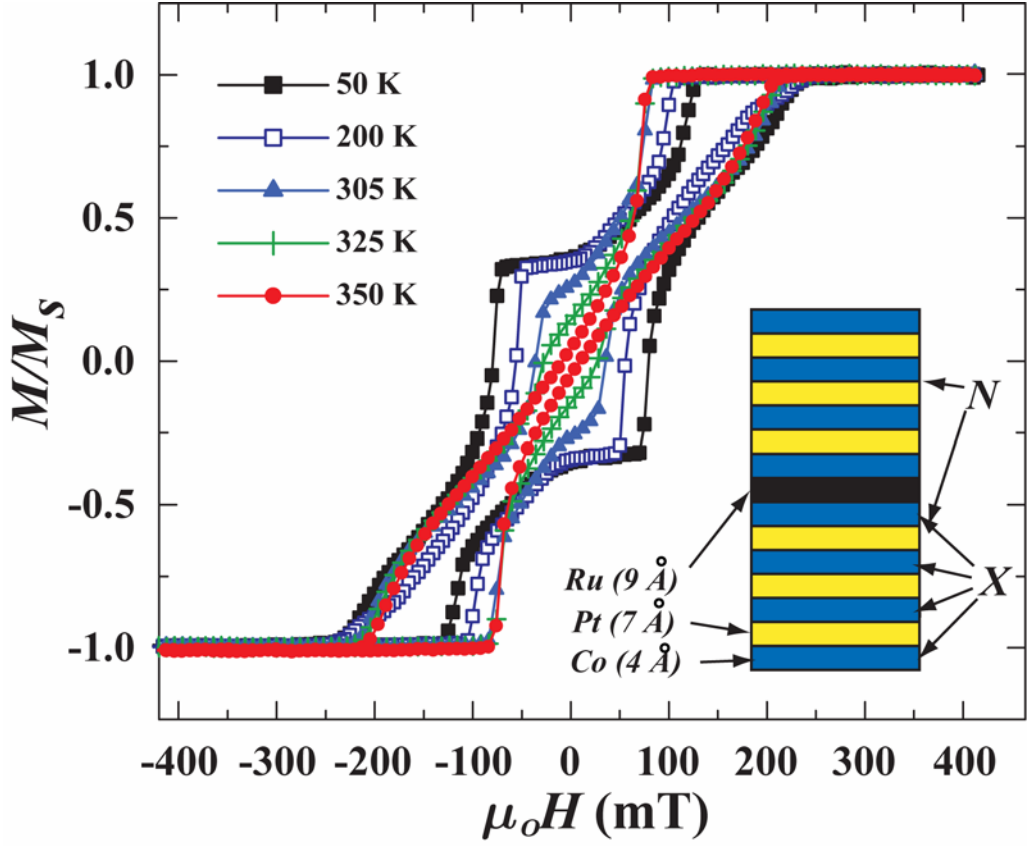 M/M_S
1.0
0.5
0.0
-0.5
-1.0
50 K
200 K
305 K
325 K
350 K
N
X
Ru (9 Å)
Pt (7 Å)
Co (4 Å)
-400 -300 -200 -100 0 100 200 300 400
μ_oH (mT)